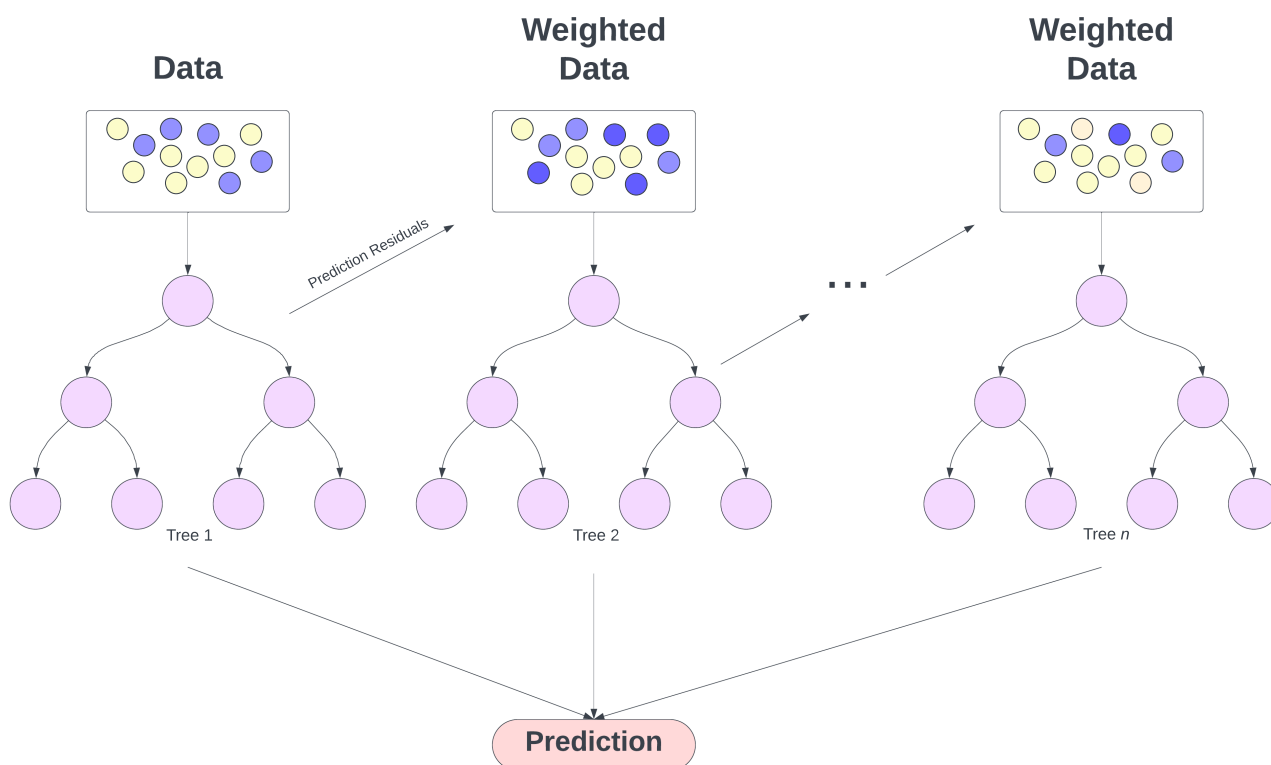 Data
Weighted
Data
Weighted
Data
Prediction Residuals
...
Tree 1
Tree 2
Tree n
Prediction